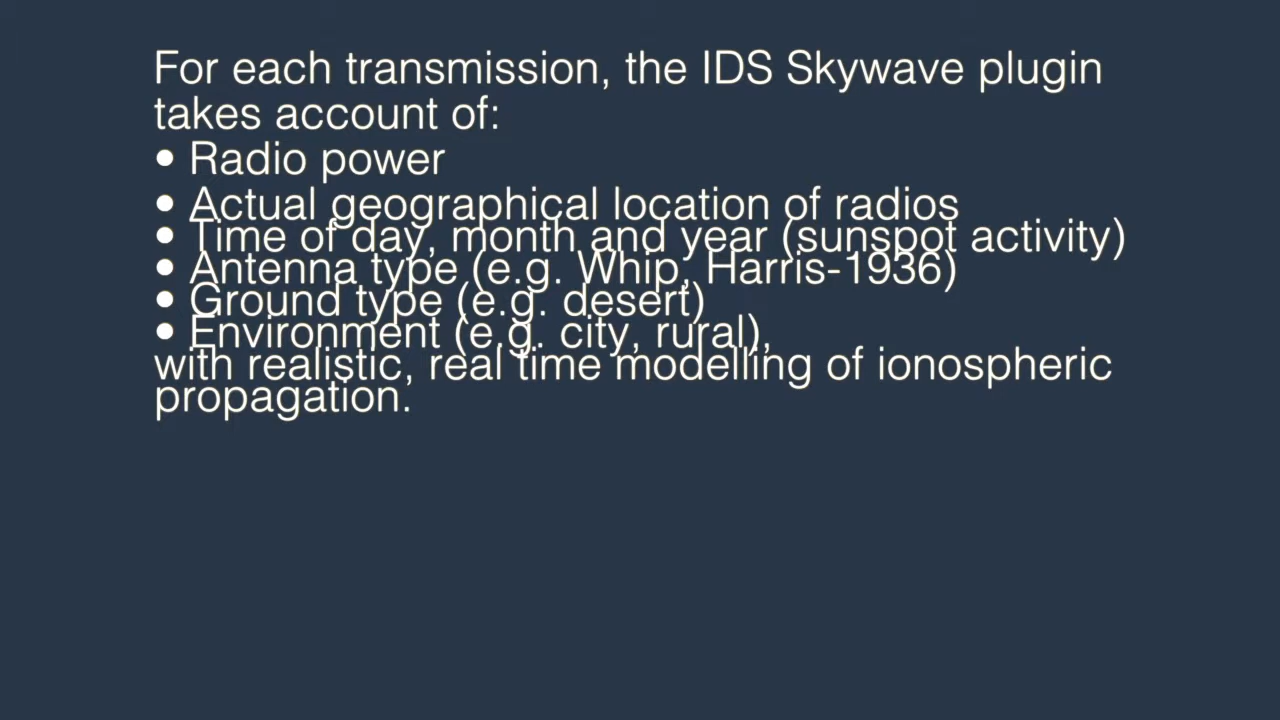 For each transmission, the IDS Skywave plugin
takes account of:
• Radio power
• Actual geographical location of radios
• Time of day, month and year (sunspot activity)
• Antenna type (e.g. Whip, Harris-1936)
• Ground type (e.g. desert)
• Environment (e.g. city, rural),
with realistic, real time modelling of ionospheric
propagation.